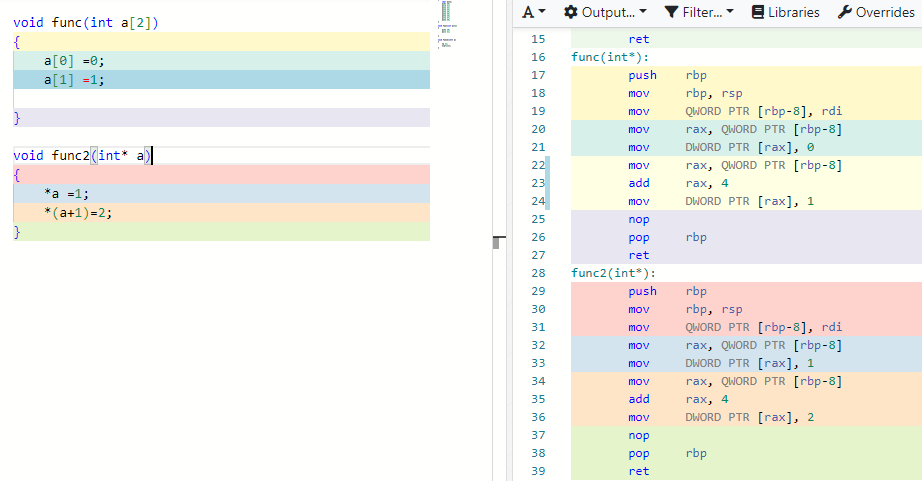 void func(int a[2])
{
    a[0] =0;
    a[1] =1;
}
void func2(int* a)
{
    *a =1;
    *(a+1)=2;
}
A Output... Filter... Libraries Overrides
15 ret
16 func(int*):
17 push rbp
18 mov rbp, rsp
19 mov QWORD PTR [rbp-8], rdi
20 mov rax, QWORD PTR [rbp-8]
21 mov DWORD PTR [rax], 0
22 mov rax, QWORD PTR [rbp-8]
23 add rax, 4
24 mov DWORD PTR [rax], 1
25 nop
26 pop rbp
27 ret
28 func2(int*):
29 push rbp
30 mov rbp, rsp
31 mov QWORD PTR [rbp-8], rdi
32 mov rax, QWORD PTR [rbp-8]
33 mov DWORD PTR [rax], 1
34 mov rax, QWORD PTR [rbp-8]
35 add rax, 4
36 mov DWORD PTR [rax], 2
37 nop
38 pop rbp
39 ret